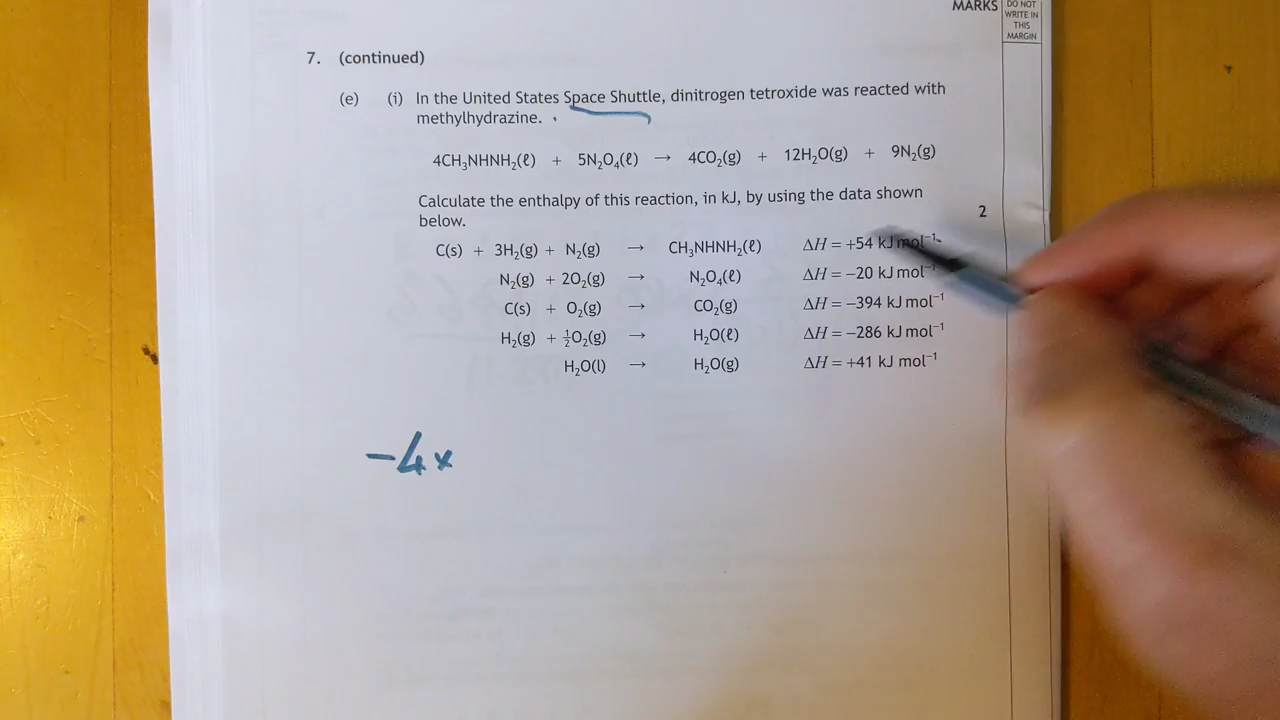 MARKS DO NOT
WRITE IN
THIS
MARGIN
7. (continued)
(e) (i) In the United States Space Shuttle, dinitrogen tetroxide was reacted with
methylhydrazine.
4CH₃NHNH₂(ℓ) + 5N₂O₄(ℓ) → 4CO₂(g) + 12H₂O(g) + 9N₂(g)
Calculate the enthalpy of this reaction, in kJ, by using the data shown
below. 2
C(s) + 3H₂(g) + N₂(g) → CH₃NHNH₂(ℓ) ΔH = +54 kJ mol⁻¹
N₂(g) + 2O₂(g) → N₂O₄(ℓ) ΔH = −20 kJ mol⁻¹
C(s) + O₂(g) → CO₂(g) ΔH = −394 kJ mol⁻¹
H₂(g) + ½O₂(g) → H₂O(ℓ) ΔH = −286 kJ mol⁻¹
H₂O(l) → H₂O(g) ΔH = +41 kJ mol⁻¹
-4×